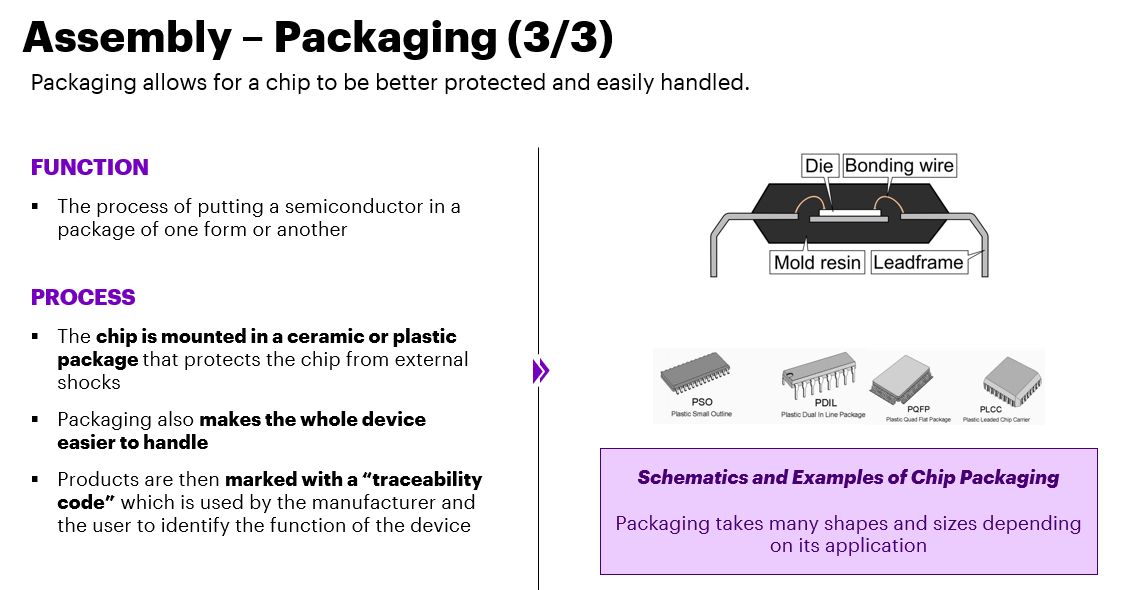 Assembly – Packaging (3/3)
Packaging allows for a chip to be better protected and easily handled.
FUNCTION
▪ The process of putting a semiconductor in a
package of one form or another
PROCESS
▪ The chip is mounted in a ceramic or plastic
package that protects the chip from external
shocks
▪ Packaging also makes the whole device
easier to handle
▪ Products are then marked with a “traceability
code” which is used by the manufacturer and
the user to identify the function of the device
Die Bonding wire
Mold resin Leadframe
PSO
Plastic Small Outline
PDIL
Plastic Dual In Line Package
PQFP
Plastic Quad Flat Package
PLCC
Plastic Leaded Chip Carrier
Schematics and Examples of Chip Packaging
Packaging takes many shapes and sizes depending
on its application